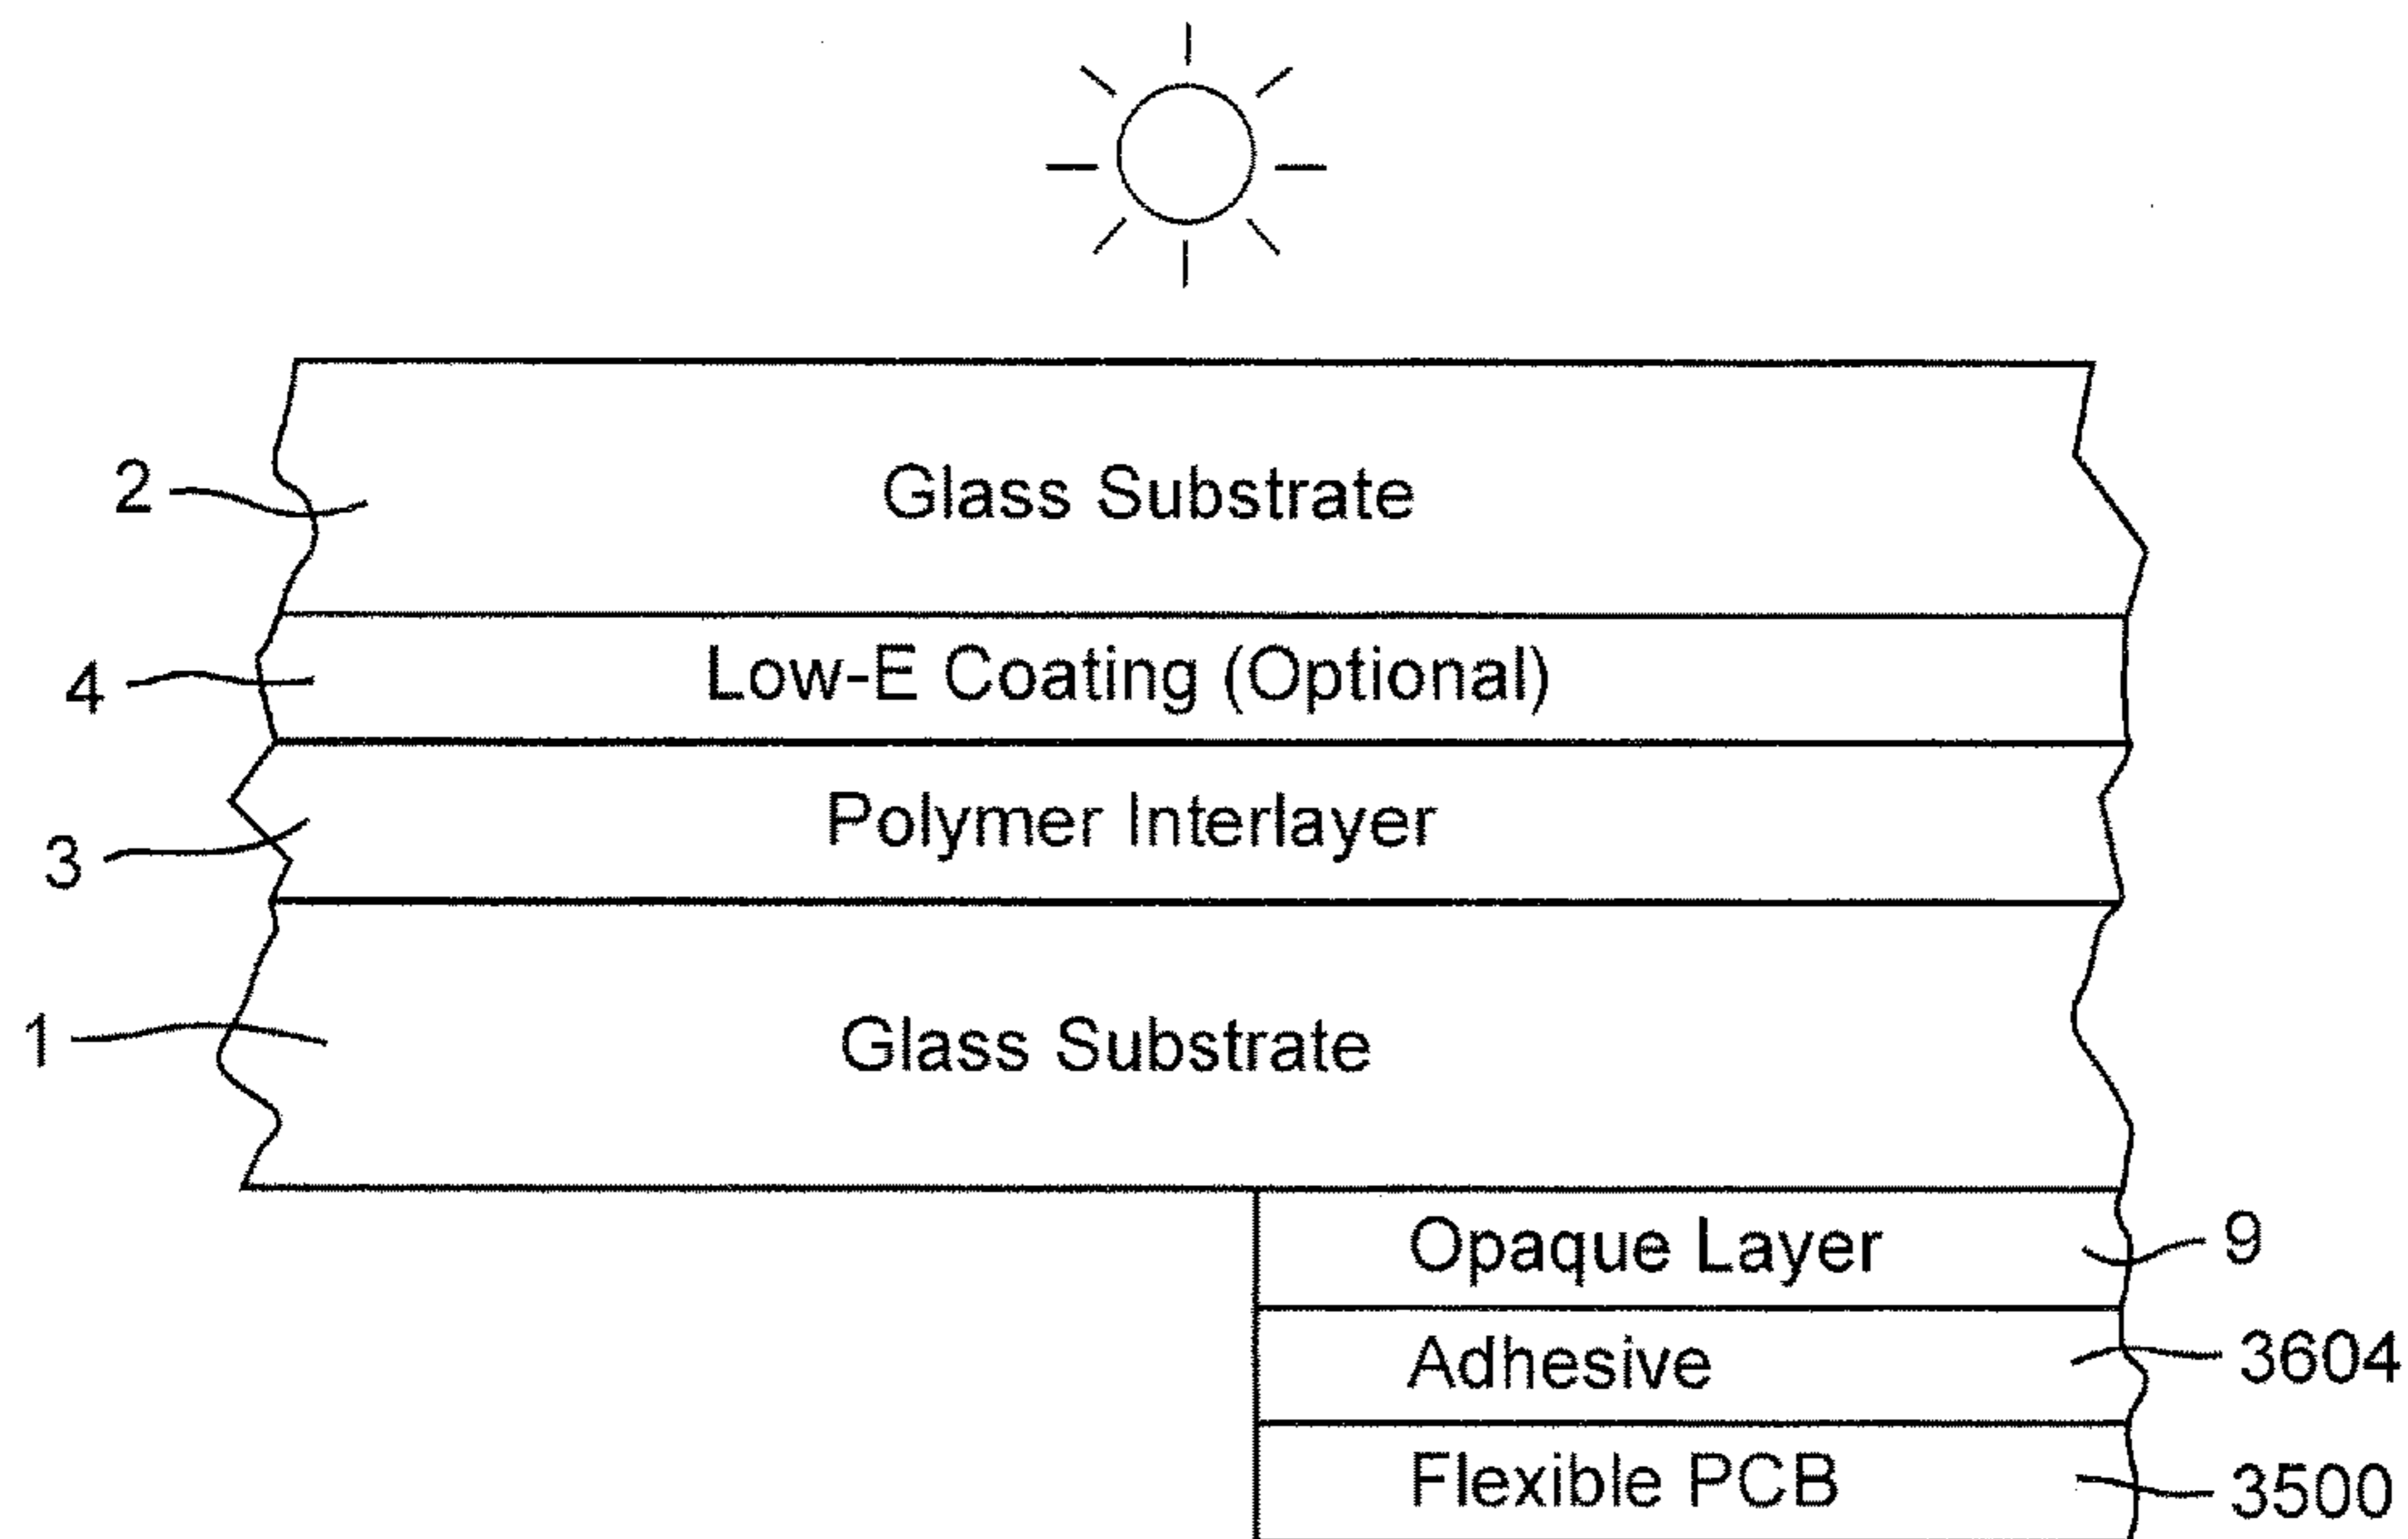 2 Glass Substrate
4 Low-E Coating (Optional)
3 Polymer Interlayer
1 Glass Substrate
Opaque Layer 9
Adhesive 3604
Flexible PCB 3500